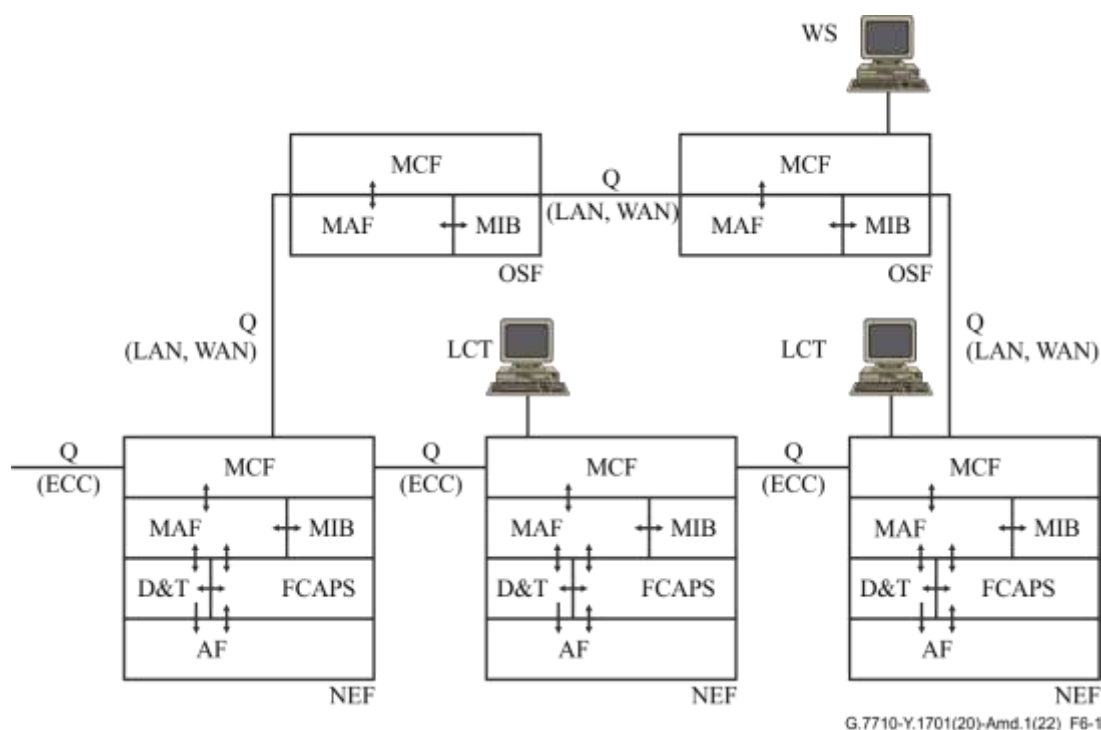 WS
MCF
MAF
MIB
OSF
Q
(LAN, WAN)
MCF
MAF
MIB
OSF
Q
(LAN, WAN)
LCT
LCT
Q
(LAN, WAN)
Q
(ECC)
MCF
MAF
MIB
D&T
FCAPS
AF
NEF
Q
(ECC)
MCF
MAF
MIB
D&T
FCAPS
AF
NEF
Q
(ECC)
MCF
MAF
MIB
D&T
FCAPS
AF
NEF
G.7710-Y.1701(20)-Amd.1(22)_F6-1